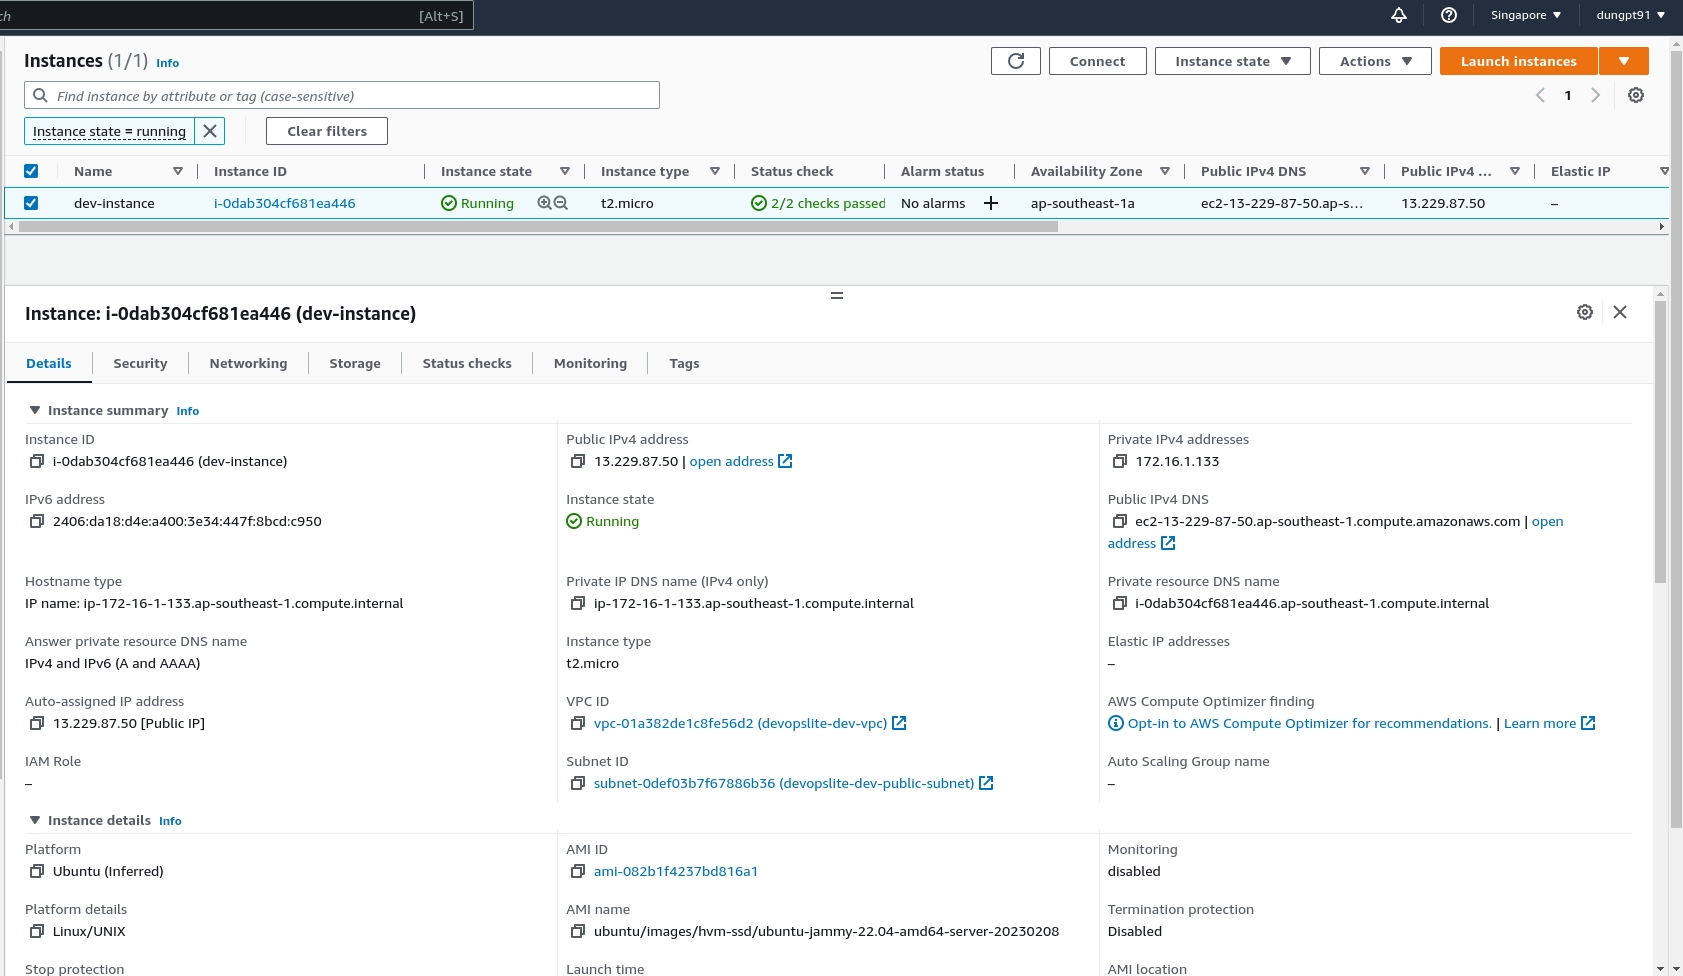 ch [Alt+S] Singapore dungpt91
Instances (1/1) Info
Connect Instance state Actions Launch instances
Find instance by attribute or tag (case-sensitive)
1
Instance state = running Clear filters
Name Instance ID Instance state Instance type Status check Alarm status Availability Zone Public IPv4 DNS Public IPv4 ... Elastic IP
dev-instance i-0dab304cf681ea446 Running t2.micro 2/2 checks passed No alarms + ap-southeast-1a ec2-13-229-87-50.ap-s... 13.229.87.50 –
Instance: i-0dab304cf681ea446 (dev-instance)
Details Security Networking Storage Status checks Monitoring Tags
Instance summary Info
Instance ID
i-0dab304cf681ea446 (dev-instance)
Public IPv4 address
13.229.87.50 | open address
Private IPv4 addresses
172.16.1.133
IPv6 address
2406:da18:d4e:a400:3e34:447f:8bcd:c950
Instance state
Running
Public IPv4 DNS
ec2-13-229-87-50.ap-southeast-1.compute.amazonaws.com | open
address
Hostname type
IP name: ip-172-16-1-133.ap-southeast-1.compute.internal
Private IP DNS name (IPv4 only)
ip-172-16-1-133.ap-southeast-1.compute.internal
Private resource DNS name
i-0dab304cf681ea446.ap-southeast-1.compute.internal
Answer private resource DNS name
IPv4 and IPv6 (A and AAAA)
Instance type
t2.micro
Elastic IP addresses
–
Auto-assigned IP address
13.229.87.50 [Public IP]
VPC ID
vpc-01a382de1c8fe56d2 (devopslite-dev-vpc)
AWS Compute Optimizer finding
Opt-in to AWS Compute Optimizer for recommendations. | Learn more
IAM Role
–
Subnet ID
subnet-0def03b7f67886b36 (devopslite-dev-public-subnet)
Auto Scaling Group name
–
Instance details Info
Platform
Ubuntu (Inferred)
AMI ID
ami-082b1f4237bd816a1
Monitoring
disabled
Platform details
Linux/UNIX
AMI name
ubuntu/images/hvm-ssd/ubuntu-jammy-22.04-amd64-server-20230208
Termination protection
Disabled
Stop protection
Launch time
AMI location